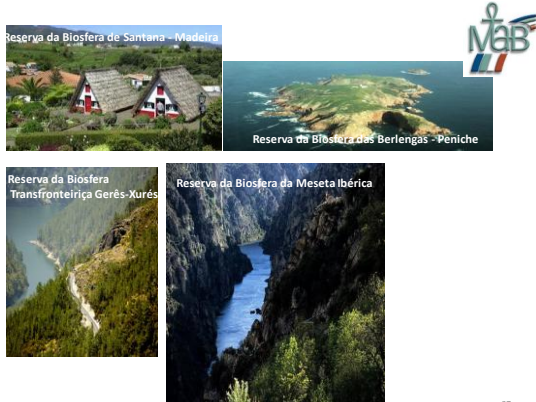 Reserva da Biosfera de Santana - Madeira
MaB
Reserva da Biosfera das Berlengas - Peniche
Reserva da Biosfera
Transfronteiriça Gerês-Xurés
Reserva da Biosfera da Meseta Ibérica